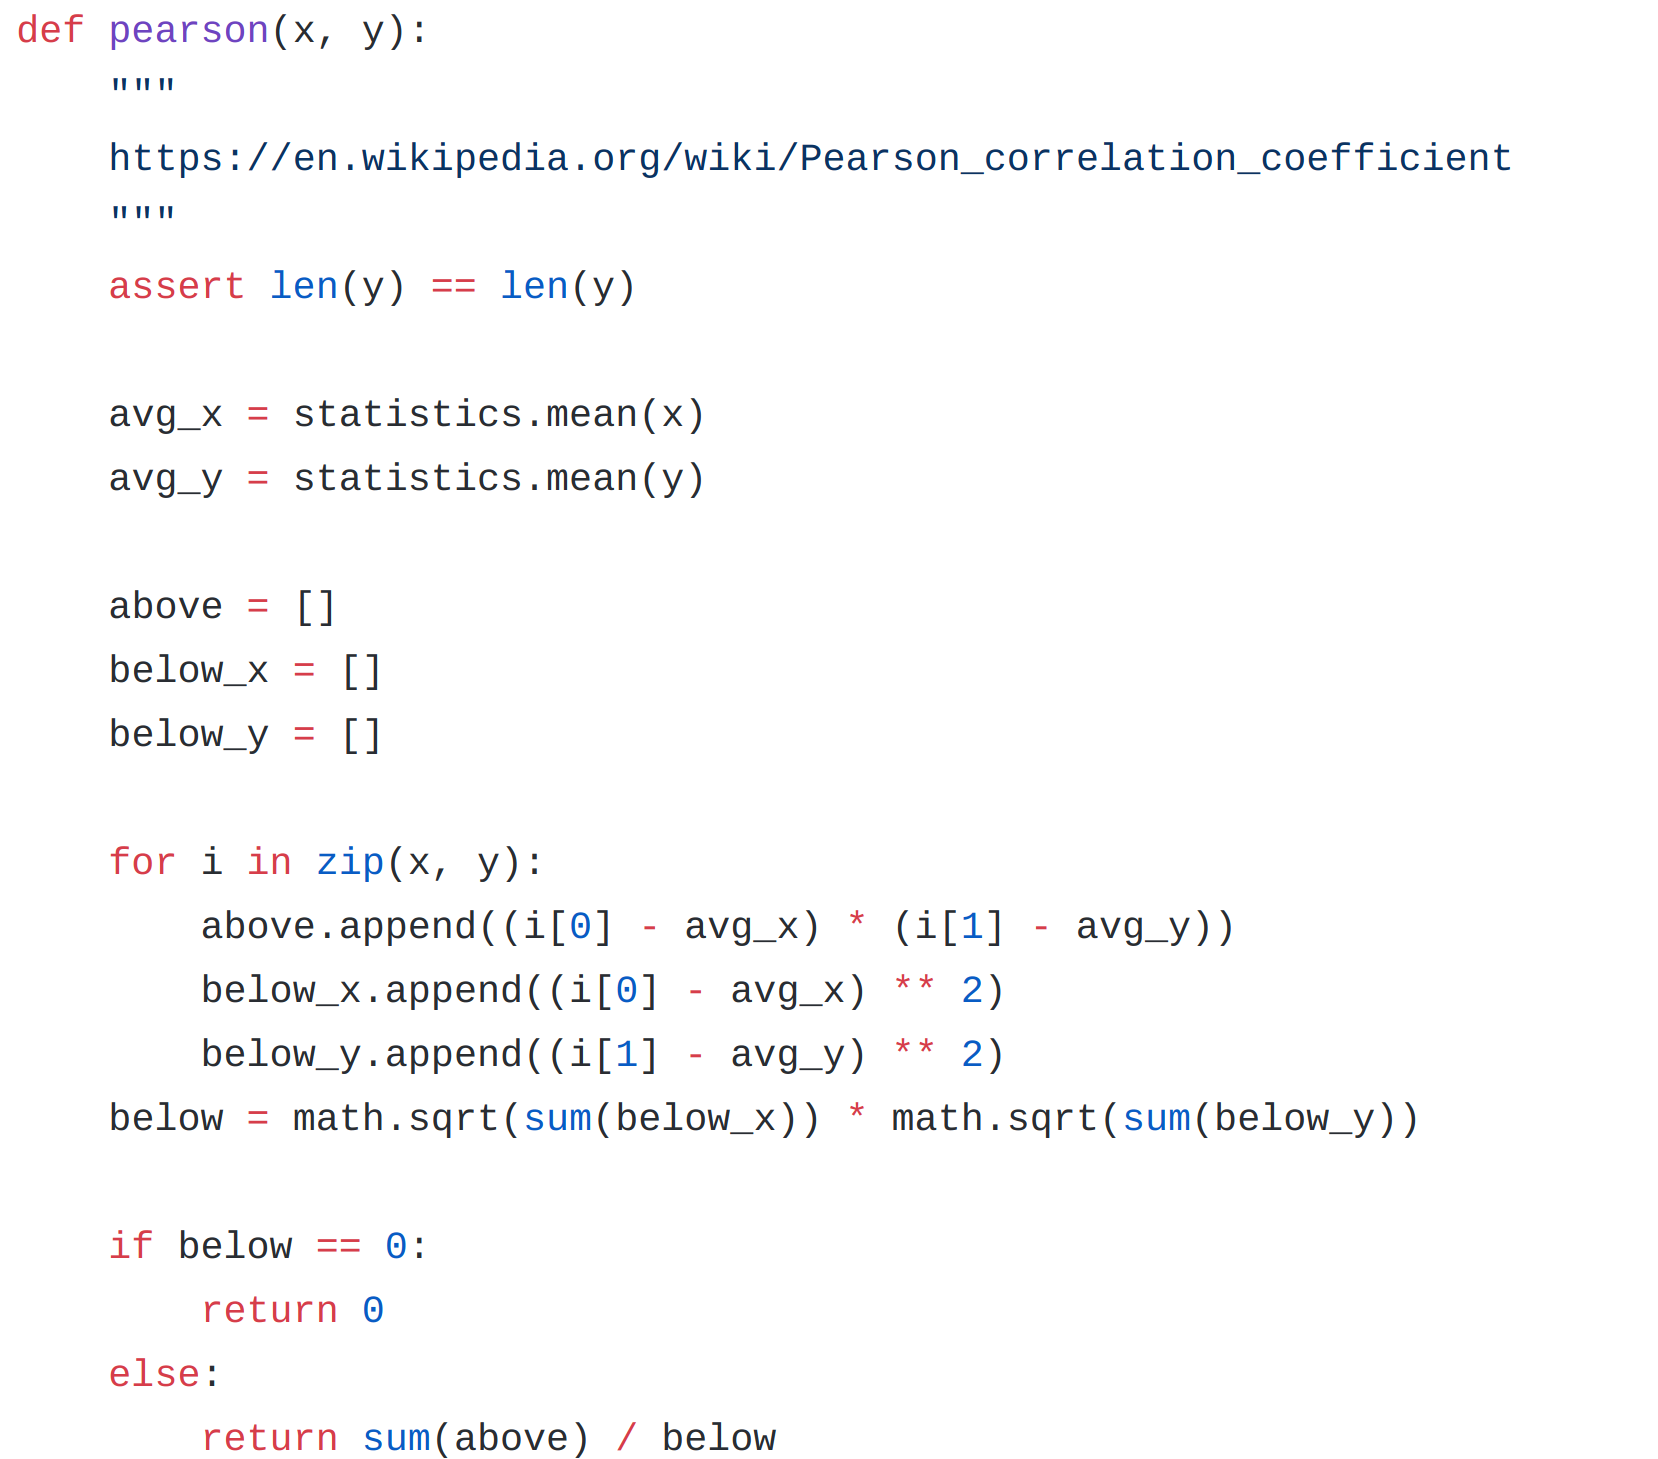 def pearson(x, y):
    """
    https://en.wikipedia.org/wiki/Pearson_correlation_coefficient
    """
    assert len(y) == len(y)

    avg_x = statistics.mean(x)
    avg_y = statistics.mean(y)

    above = []
    below_x = []
    below_y = []

    for i in zip(x, y):
        above.append((i[0] - avg_x) * (i[1] - avg_y))
        below_x.append((i[0] - avg_x) ** 2)
        below_y.append((i[1] - avg_y) ** 2)
    below = math.sqrt(sum(below_x)) * math.sqrt(sum(below_y))

    if below == 0:
        return 0
    else:
        return sum(above) / below